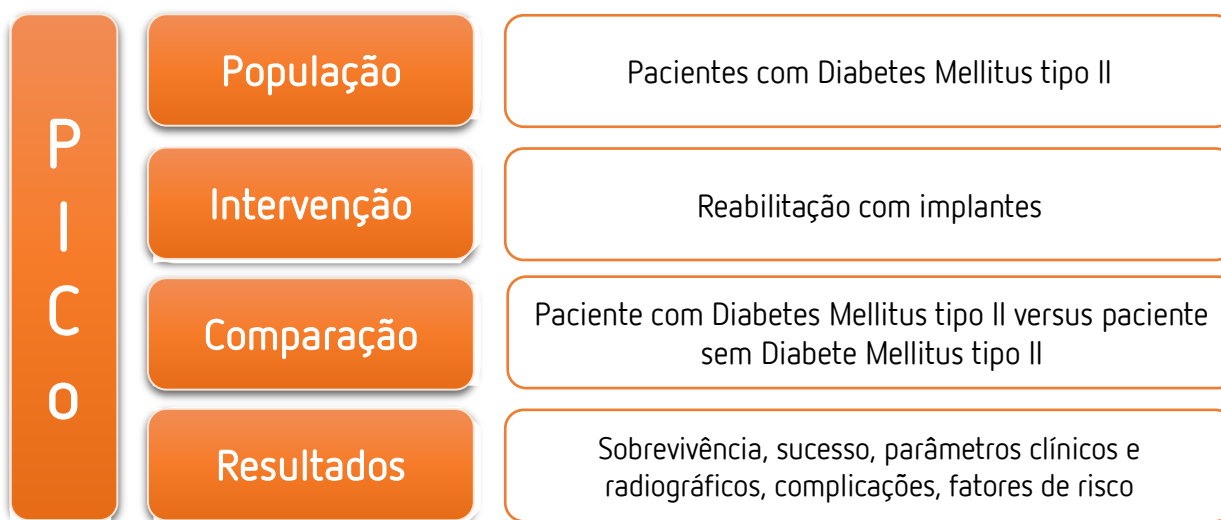 P
I
C
o
População
Pacientes com Diabetes Mellitus tipo II
Intervenção
Reabilitação com implantes
Comparação
Paciente com Diabetes Mellitus tipo II versus paciente
sem Diabete Mellitus tipo II
Resultados
Sobrevivência, sucesso, parâmetros clínicos e
radiográficos, complicações, fatores de risco